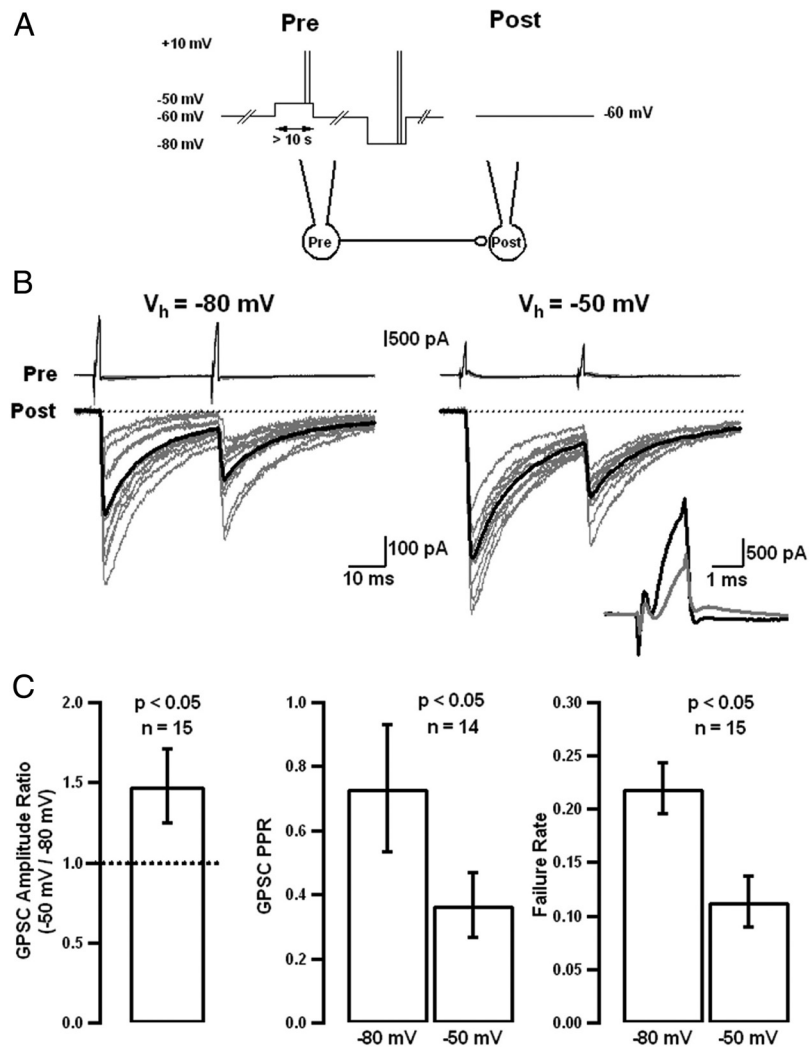 A
Pre
Post
+10 mV
-50 mV
-60 mV
-80 mV
> 10 s
-60 mV
Pre
Post
B
Vh = -80 mV
Vh = -50 mV
500 pA
Pre
Post
100 pA
10 ms
500 pA
1 ms
C
GPSC Amplitude Ratio
(-50 mV / -80 mV)
2.0
1.5
1.0
0.5
0.0
p < 0.05
n = 15
GPSC PPR
1.0
0.8
0.6
0.4
0.2
0.0
p < 0.05
n = 14
-80 mV
-50 mV
Failure Rate
0.30
0.25
0.20
0.15
0.10
0.05
0.00
p < 0.05
n = 15
-80 mV
-50 mV